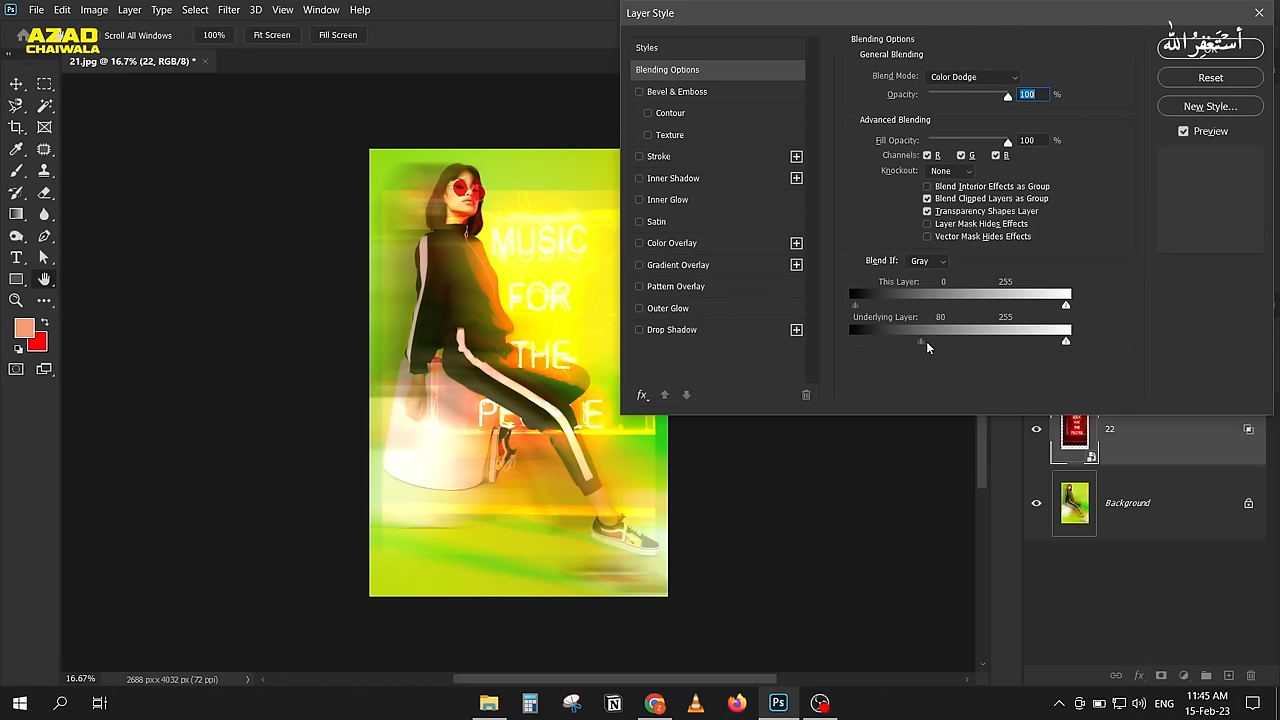 Ps File Edit Image Layer Type Select Filter 3D View Window Help
AZAD
CHAIWALA
Scroll All Windows 100% Fit Screen Fill Screen
21.jpg @ 16.7% (22, RGB/8) *
MUSIC
FOR
THE
Layer Style
Styles
Blending Options
Bevel & Emboss
Contour
Texture
Stroke
Inner Shadow
Inner Glow
Satin
Color Overlay
Gradient Overlay
Pattern Overlay
Outer Glow
Drop Shadow
fx
Blending Options
General Blending
Blend Mode: Color Dodge
Opacity: 100 %
Advanced Blending
Fill Opacity: 100 %
Channels: R G B
Knockout: None
Blend Interior Effects as Group
Blend Clipped Layers as Group
Transparency Shapes Layer
Layer Mask Hides Effects
Vector Mask Hides Effects
Blend If: Gray
This Layer: 0 255
Underlying Layer: 80 255
أستغفر الله
Reset
New Style...
Preview
22
Background
fx
16.67% 2688 px x 4032 px (72 ppi)
Ps
ENG
11:45 AM
15-Feb-23